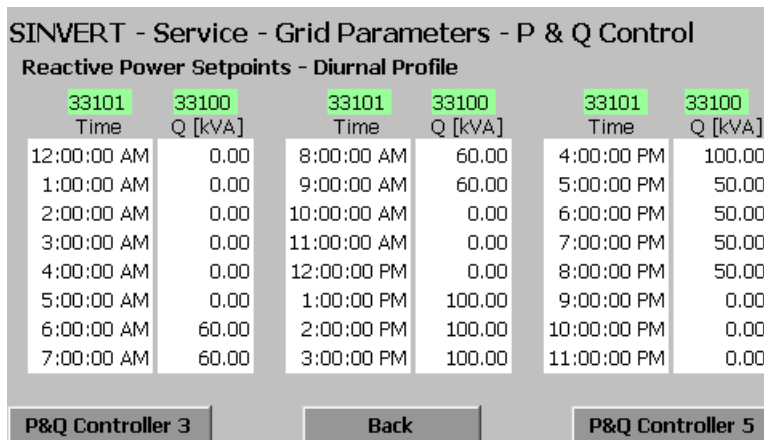 SINVERT - Service - Grid Parameters - P & Q Control
Reactive Power Setpoints - Diurnal Profile
33101 33100 33101 33100 33101 33100
Time Q [kVA] Time Q [kVA] Time Q [kVA]
12:00:00 AM 0.00 8:00:00 AM 60.00 4:00:00 PM 100.00
1:00:00 AM 0.00 9:00:00 AM 60.00 5:00:00 PM 50.00
2:00:00 AM 0.00 10:00:00 AM 0.00 6:00:00 PM 50.00
3:00:00 AM 0.00 11:00:00 AM 0.00 7:00:00 PM 50.00
4:00:00 AM 0.00 12:00:00 PM 0.00 8:00:00 PM 50.00
5:00:00 AM 0.00 1:00:00 PM 100.00 9:00:00 PM 0.00
6:00:00 AM 60.00 2:00:00 PM 100.00 10:00:00 PM 0.00
7:00:00 AM 60.00 3:00:00 PM 100.00 11:00:00 PM 0.00
P&Q Controller 3 Back P&Q Controller 5